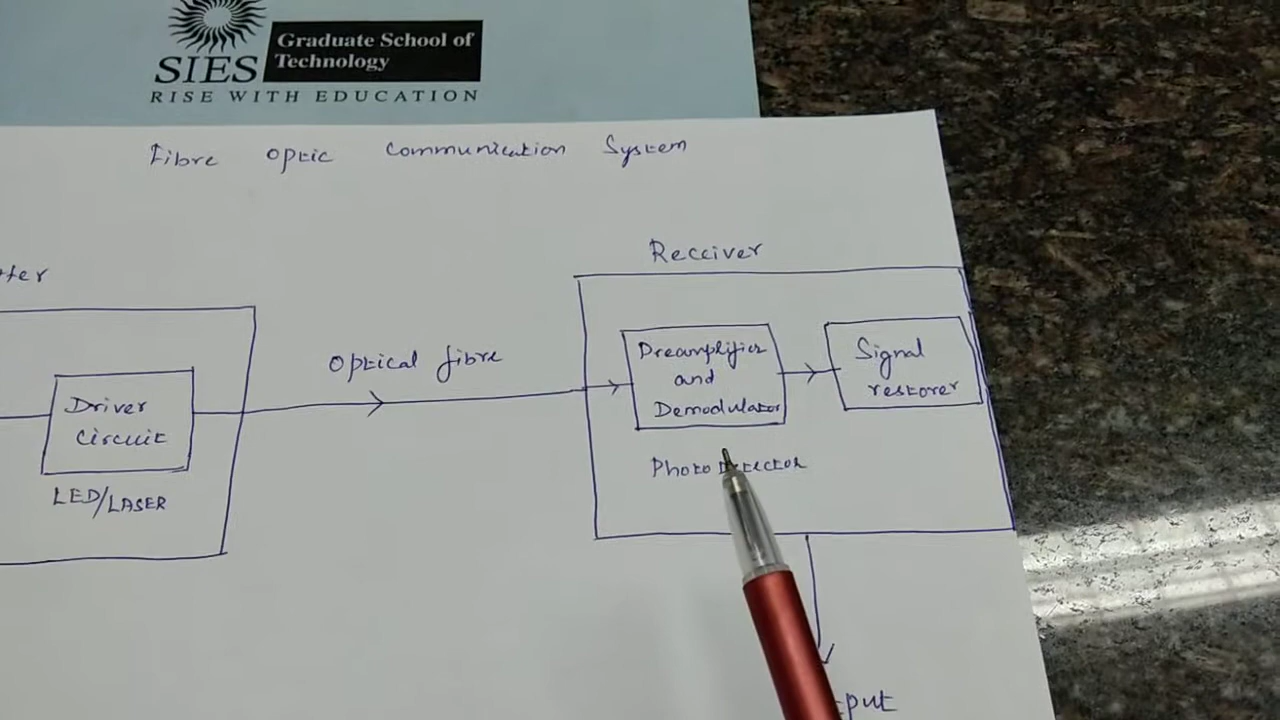 SIES
Graduate School of
Technology
RISE WITH EDUCATION
Fibre Optic Communication System
Receiver
Optical fibre
Preamplifier
and
Demodulator
Signal
restorer
Driver
Circuit
LED/LASER